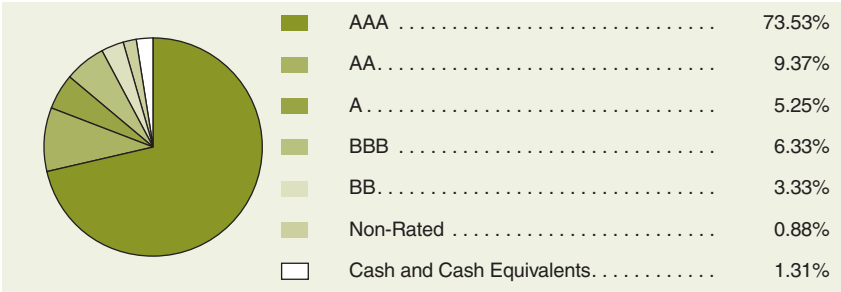 AAA . . . . . . . . . . . . . . . . . . . . . . . . . . . . . . 73.53%
AA. . . . . . . . . . . . . . . . . . . . . . . . . . . . . . . 9.37%
A . . . . . . . . . . . . . . . . . . . . . . . . . . . . . . . . 5.25%
BBB . . . . . . . . . . . . . . . . . . . . . . . . . . . . . . 6.33%
BB. . . . . . . . . . . . . . . . . . . . . . . . . . . . . . . 3.33%
Non-Rated . . . . . . . . . . . . . . . . . . . . . . . . . 0.88%
Cash and Cash Equivalents. . . . . . . . . . . . 1.31%